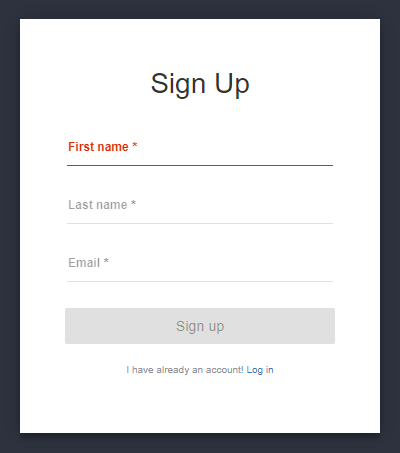 Sign Up
First name *
Last name *
Email *
Sign up
I have already an account! Log in